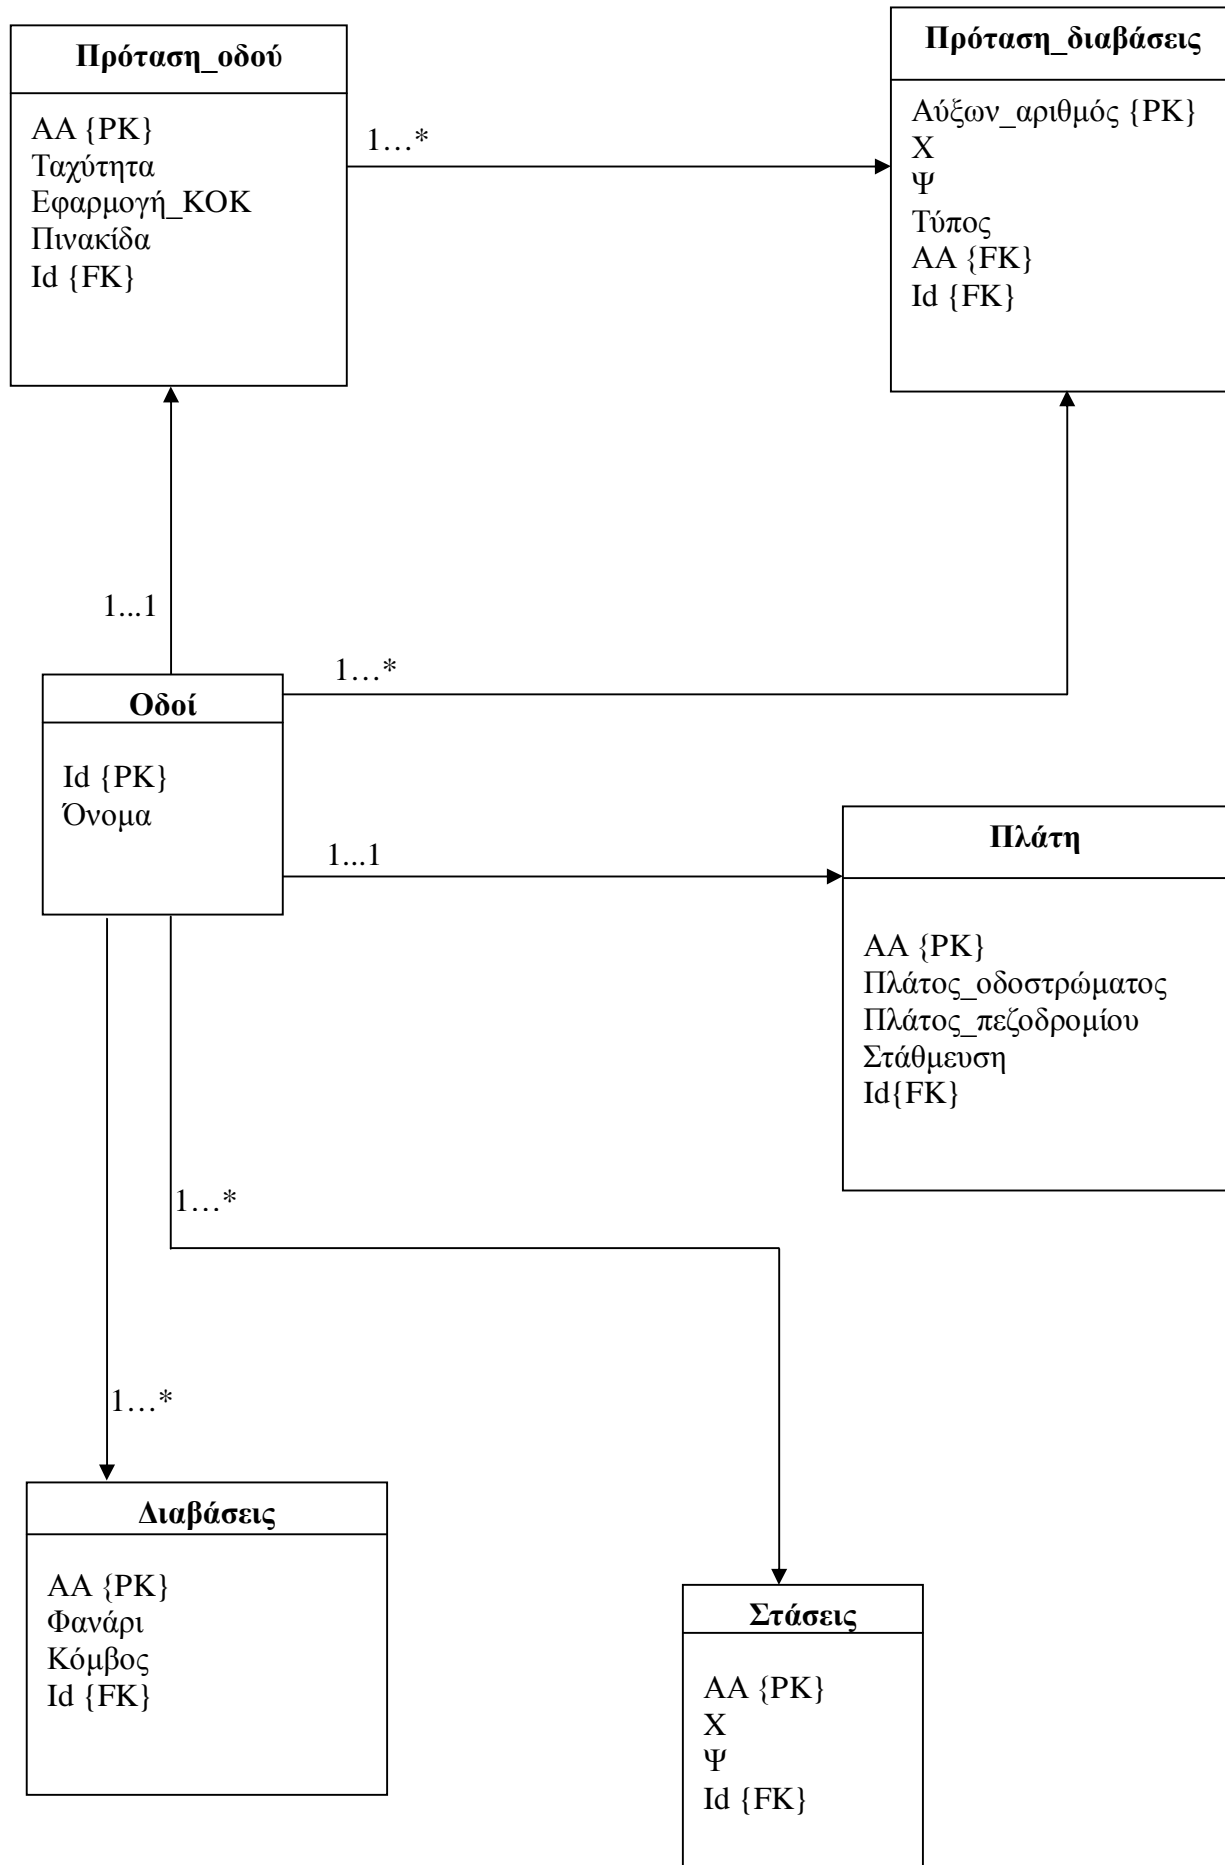 Πρόταση_οδού
ΑΑ {PK}
Ταχύτητα
Εφαρμογή_ΚΟΚ
Πινακίδα
Id {FK}
1…*
Πρόταση_διαβάσεις
Αύξων_αριθμός {PK}
Χ
Ψ
Τύπος
ΑΑ {FK}
Id {FK}
1...1
1…*
Οδοί
Id {PK}
Όνομα
1...1
Πλάτη
ΑΑ {PK}
Πλάτος_οδοστρώματος
Πλάτος_πεζοδρομίου
Στάθμευση
Id{FK}
1…*
1…*
Διαβάσεις
ΑΑ {PK}
Φανάρι
Κόμβος
Id {FK}
Στάσεις
ΑΑ {PK}
Χ
Ψ
Id {FK}